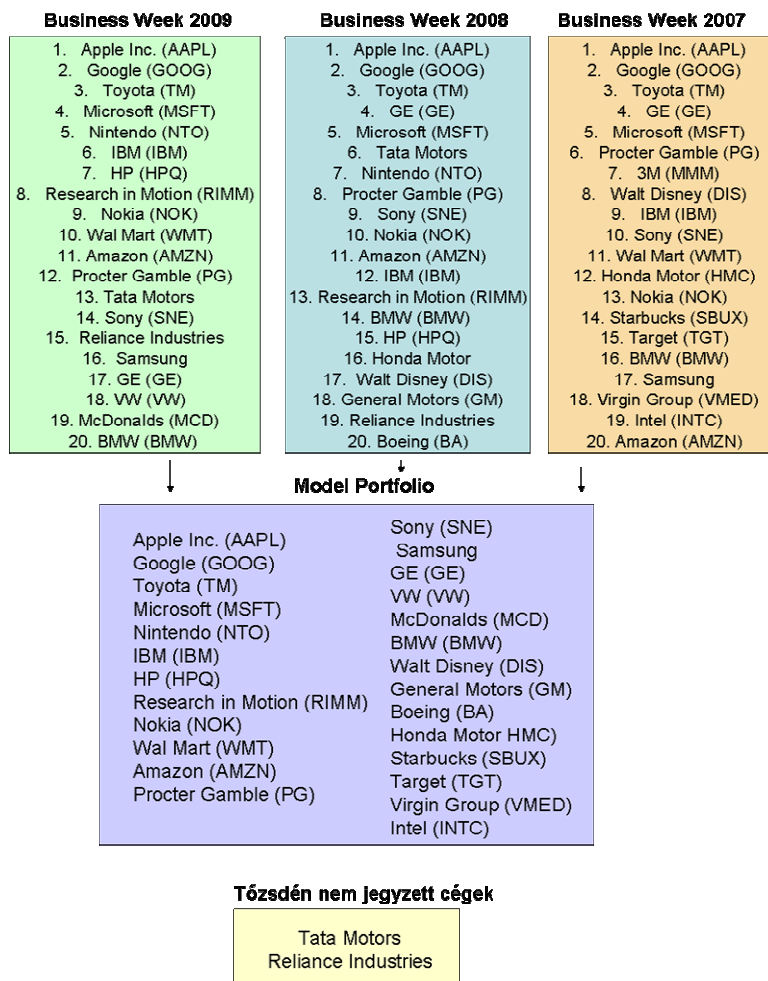 Business Week 2009
1. Apple Inc. (AAPL)
2. Google (GOOG)
3. Toyota (TM)
4. Microsoft (MSFT)
5. Nintendo (NTO)
6. IBM (IBM)
7. HP (HPQ)
8. Research in Motion (RIMM)
9. Nokia (NOK)
10. Wal Mart (WMT)
11. Amazon (AMZN)
12. Procter Gamble (PG)
13. Tata Motors
14. Sony (SNE)
15. Reliance Industries
16. Samsung
17. GE (GE)
18. VW (VW)
19. McDonalds (MCD)
20. BMW (BMW)
Business Week 2008
1. Apple Inc. (AAPL)
2. Google (GOOG)
3. Toyota (TM)
4. GE (GE)
5. Microsoft (MSFT)
6. Tata Motors
7. Nintendo (NTO)
8. Procter Gamble (PG)
9. Sony (SNE)
10. Nokia (NOK)
11. Amazon (AMZN)
12. IBM (IBM)
13. Research in Motion (RIMM)
14. BMW (BMW)
15. HP (HPQ)
16. Honda Motor
17. Walt Disney (DIS)
18. General Motors (GM)
19. Reliance Industries
20. Boeing (BA)
Business Week 2007
1. Apple Inc. (AAPL)
2. Google (GOOG)
3. Toyota (TM)
4. GE (GE)
5. Microsoft (MSFT)
6. Procter Gamble (PG)
7. 3M (MMM)
8. Walt Disney (DIS)
9. IBM (IBM)
10. Sony (SNE)
11. Wal Mart (WMT)
12. Honda Motor (HMC)
13. Nokia (NOK)
14. Starbucks (SBUX)
15. Target (TGT)
16. BMW (BMW)
17. Samsung
18. Virgin Group (VMED)
19. Intel (INTC)
20. Amazon (AMZN)
Model Portfolio
Apple Inc. (AAPL)
Google (GOOG)
Toyota (TM)
Microsoft (MSFT)
Nintendo (NTO)
IBM (IBM)
HP (HPQ)
Research in Motion (RIMM)
Nokia (NOK)
Wal Mart (WMT)
Amazon (AMZN)
Procter Gamble (PG)
Sony (SNE)
Samsung
GE (GE)
VW (VW)
McDonalds (MCD)
BMW (BMW)
Walt Disney (DIS)
General Motors (GM)
Boeing (BA)
Honda Motor HMC)
Starbucks (SBUX)
Target (TGT)
Virgin Group (VMED)
Intel (INTC)
Tőzsdén nem jegyzett cégek
Tata Motors
Reliance Industries